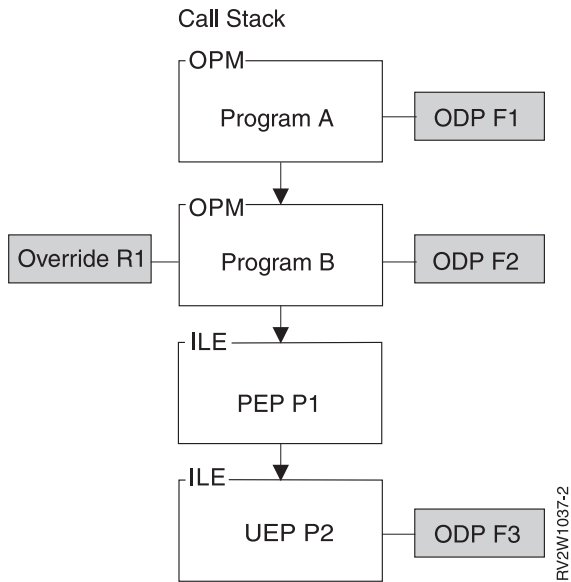 Call Stack
OPM
Program A
ODP F1
OPM
Override R1
Program B
ODP F2
ILE
PEP P1
ILE
UEP P2
ODP F3
RV2W1037-2